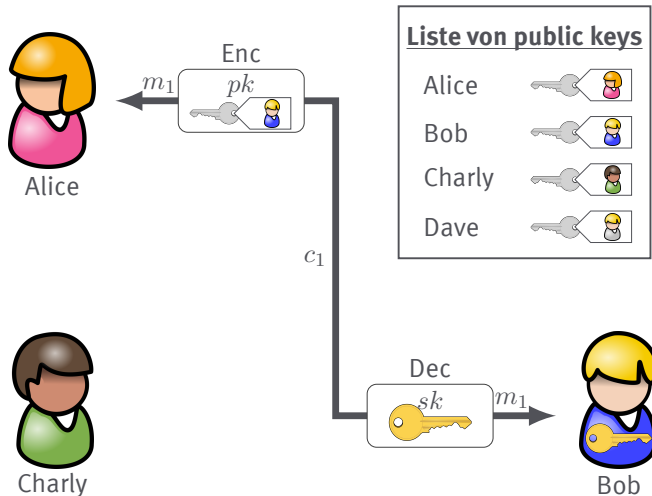 Liste von public keys
Alice
Bob
Charly
Dave
Enc
pk
m₁
Alice
c₁
Dec
sk
m₁
Charly
Bob